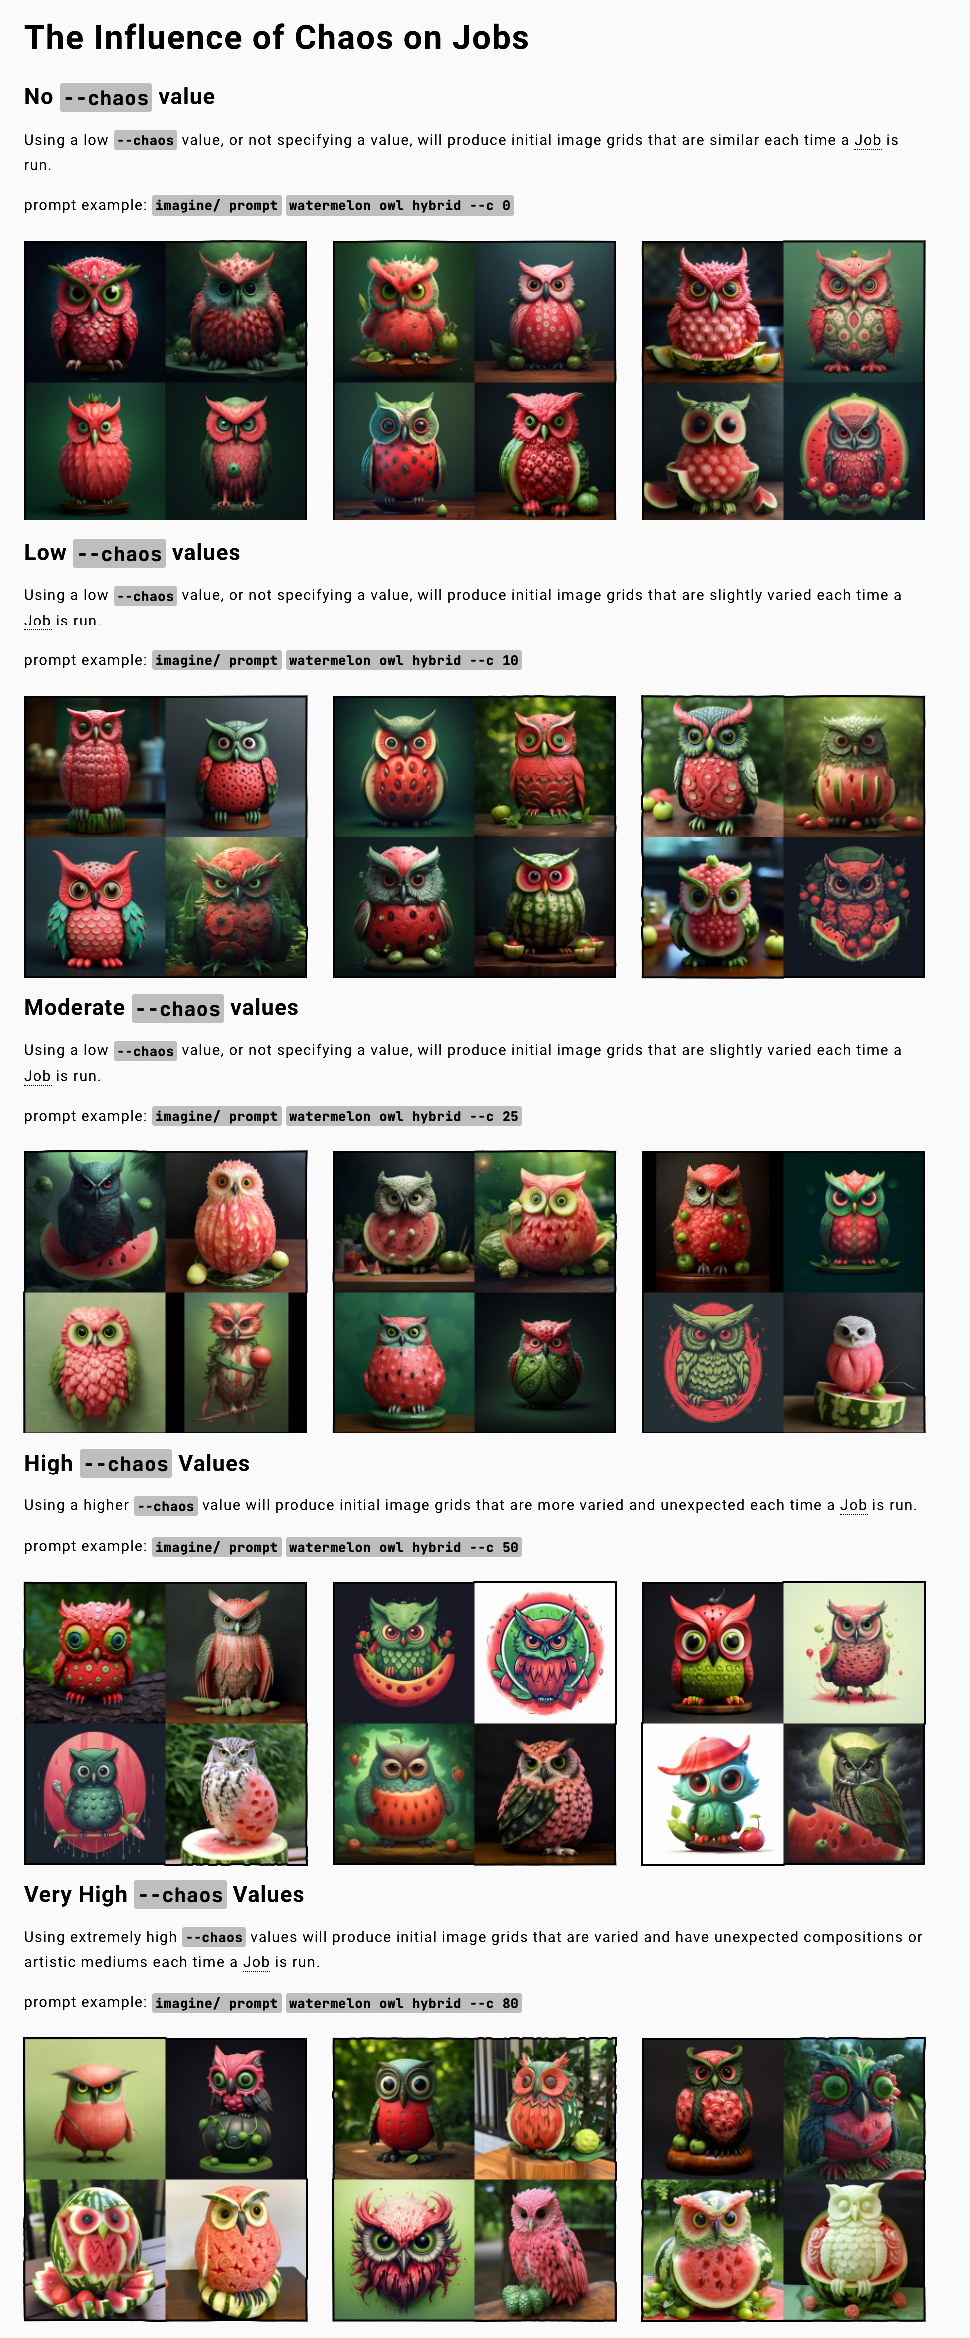 The Influence of Chaos on Jobs
No --chaos value
Using a low --chaos value, or not specifying a value, will produce initial image grids that are similar each time a Job is
run.
prompt example: imagine/ prompt watermelon owl hybrid --c 0
Low --chaos values
Using a low --chaos value, or not specifying a value, will produce initial image grids that are slightly varied each time a
Job is run.
prompt example: imagine/ prompt watermelon owl hybrid --c 10
Moderate --chaos values
Using a low --chaos value, or not specifying a value, will produce initial image grids that are slightly varied each time a
Job is run.
prompt example: imagine/ prompt watermelon owl hybrid --c 25
High --chaos Values
Using a higher --chaos value will produce initial image grids that are more varied and unexpected each time a Job is run.
prompt example: imagine/ prompt watermelon owl hybrid --c 50
Very High --chaos Values
Using extremely high --chaos values will produce initial image grids that are varied and have unexpected compositions or
artistic mediums each time a Job is run.
prompt example: imagine/ prompt watermelon owl hybrid --c 80